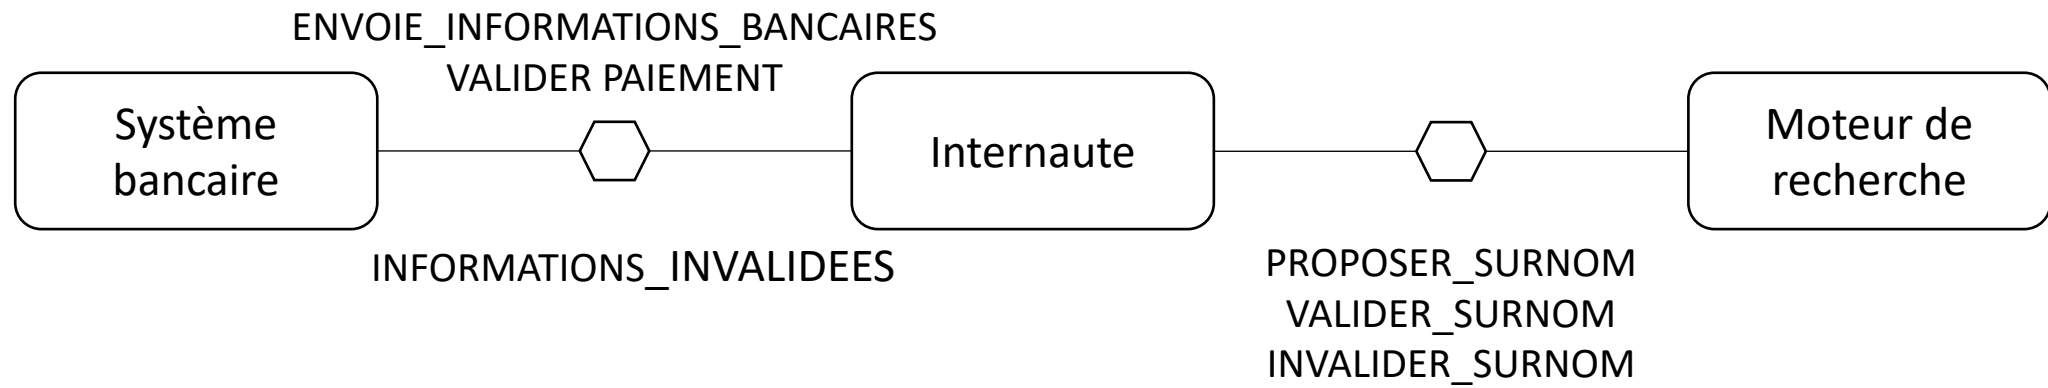 ENVOIE_INFORMATIONS_BANCAIRES
VALIDER PAIEMENT
Système
bancaire
Internaute
Moteur de
recherche
INFORMATIONS_INVALIDEES
PROPOSER_SURNOM
VALIDER_SURNOM
INVALIDER_SURNOM